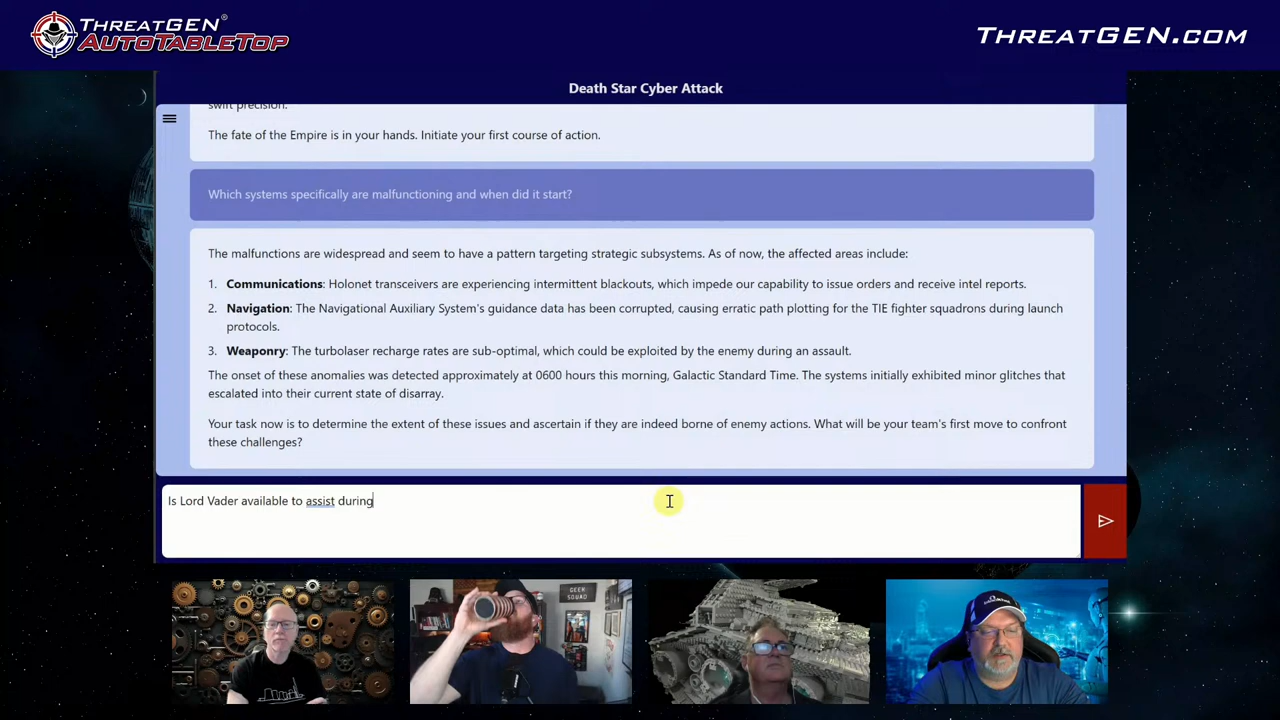 THREATGEN®
AUTOTABLETOP
THREATGEN.COM
Death Star Cyber Attack
swift precision.
The fate of the Empire is in your hands. Initiate your first course of action.
Which systems specifically are malfunctioning and when did it start?
The malfunctions are widespread and seem to have a pattern targeting strategic subsystems. As of now, the affected areas include:
1. Communications: Holonet transceivers are experiencing intermittent blackouts, which impede our capability to issue orders and receive intel reports.
2. Navigation: The Navigational Auxiliary System's guidance data has been corrupted, causing erratic path plotting for the TIE fighter squadrons during launch
protocols.
3. Weaponry: The turbolaser recharge rates are sub-optimal, which could be exploited by the enemy during an assault.
The onset of these anomalies was detected approximately at 0600 hours this morning, Galactic Standard Time. The systems initially exhibited minor glitches that
escalated into their current state of disarray.
Your task now is to determine the extent of these issues and ascertain if they are indeed borne of enemy actions. What will be your team's first move to confront
these challenges?
Is Lord Vader available to assist during
GEEK
SQUAD